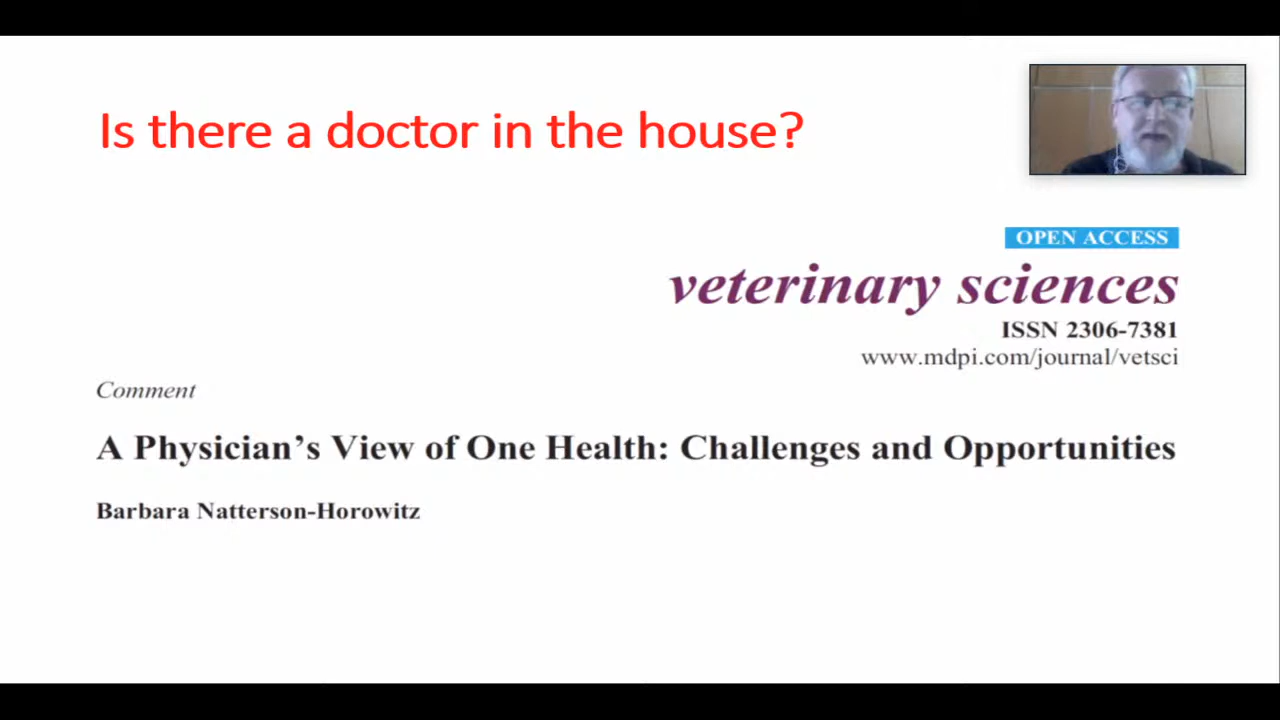 Is there a doctor in the house?
OPEN ACCESS
veterinary sciences
ISSN 2306-7381
www.mdpi.com/journal/vetsci
Comment
A Physician's View of One Health: Challenges and Opportunities
Barbara Natterson-Horowitz